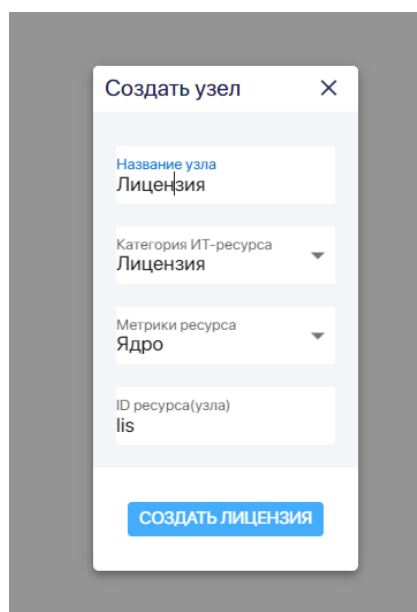 Создать узел
Название узла
Лицензия
Категория ИТ-ресурса
Лицензия
Метрики ресурса
Ядро
ID ресурса(узла)
lis
СОЗДАТЬ ЛИЦЕНЗИЯ